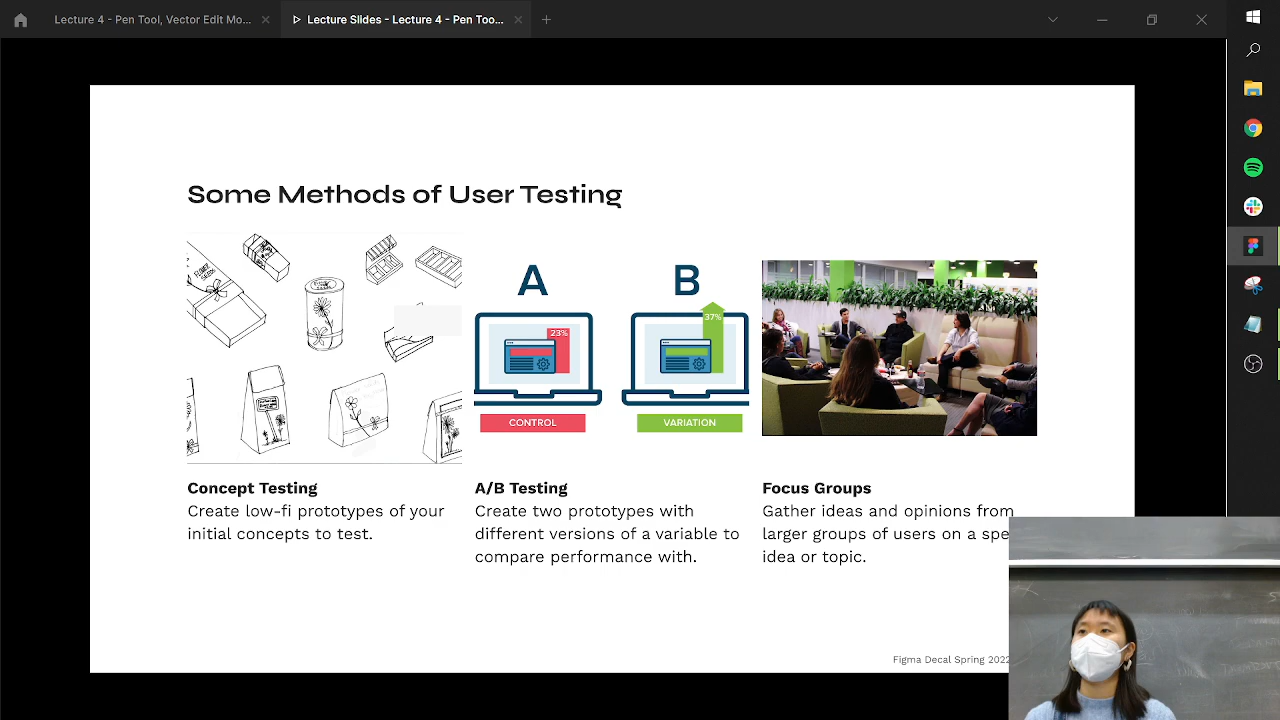 Lecture 4 - Pen Tool, Vector Edit Mo...
Lecture Slides - Lecture 4 - Pen Too...
Some Methods of User Testing
A
B
23%
37%
CONTROL
VARIATION
Concept Testing
Create low-fi prototypes of your
initial concepts to test.
A/B Testing
Create two prototypes with
different versions of a variable to
compare performance with.
Focus Groups
Gather ideas and opinions from
larger groups of users on a spe
idea or topic.
Figma Decal Spring 2022